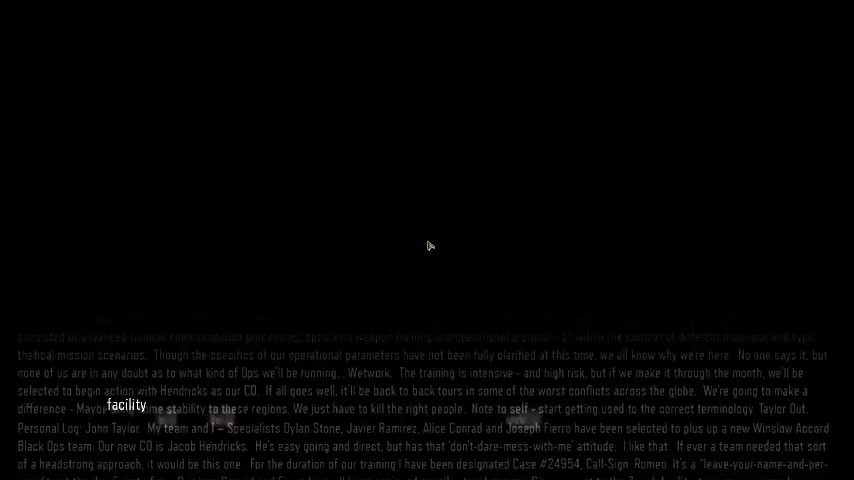 consisted of advanced tactical communication procedures, specialist weapon training and operational protocol - all within the context of different historical and hypo
thetical mission scenarios.  Though the specifics of our operational parameters have not been fully clarified at this time, we all know why we're here.  No one says it, but
none of us are in any doubt as to what kind of Ops we'll be running... Wetwork.  The training is intensive - and high risk, but if we make it through the month, we'll be
selected to begin action with Hendricks as our CO.  If all goes well, it'll be back to back tours in some of the worst conflicts across the globe.  We're going to make a
facility
difference - Maybe some stability to these regions. We just have to kill the right people.  Note to self - start getting used to the correct terminology. Taylor Out.
Personal Log: John Taylor.  My team and I – Specialists Dylan Stone, Javier Ramirez, Alice Conrad and Joseph Fierro have been selected to plus up a new Winslow Accord
Black Ops team.  Our new CO is Jacob Hendricks.  He's easy going and direct, but has that 'don't-dare-mess-with-me' attitude.  I like that.  If ever a team needed that sort
of a headstrong approach, it would be this one.  For the duration of our training I have been designated Case #24954, Call-Sign  Romeo  It's a "leave-your-name-and-per-